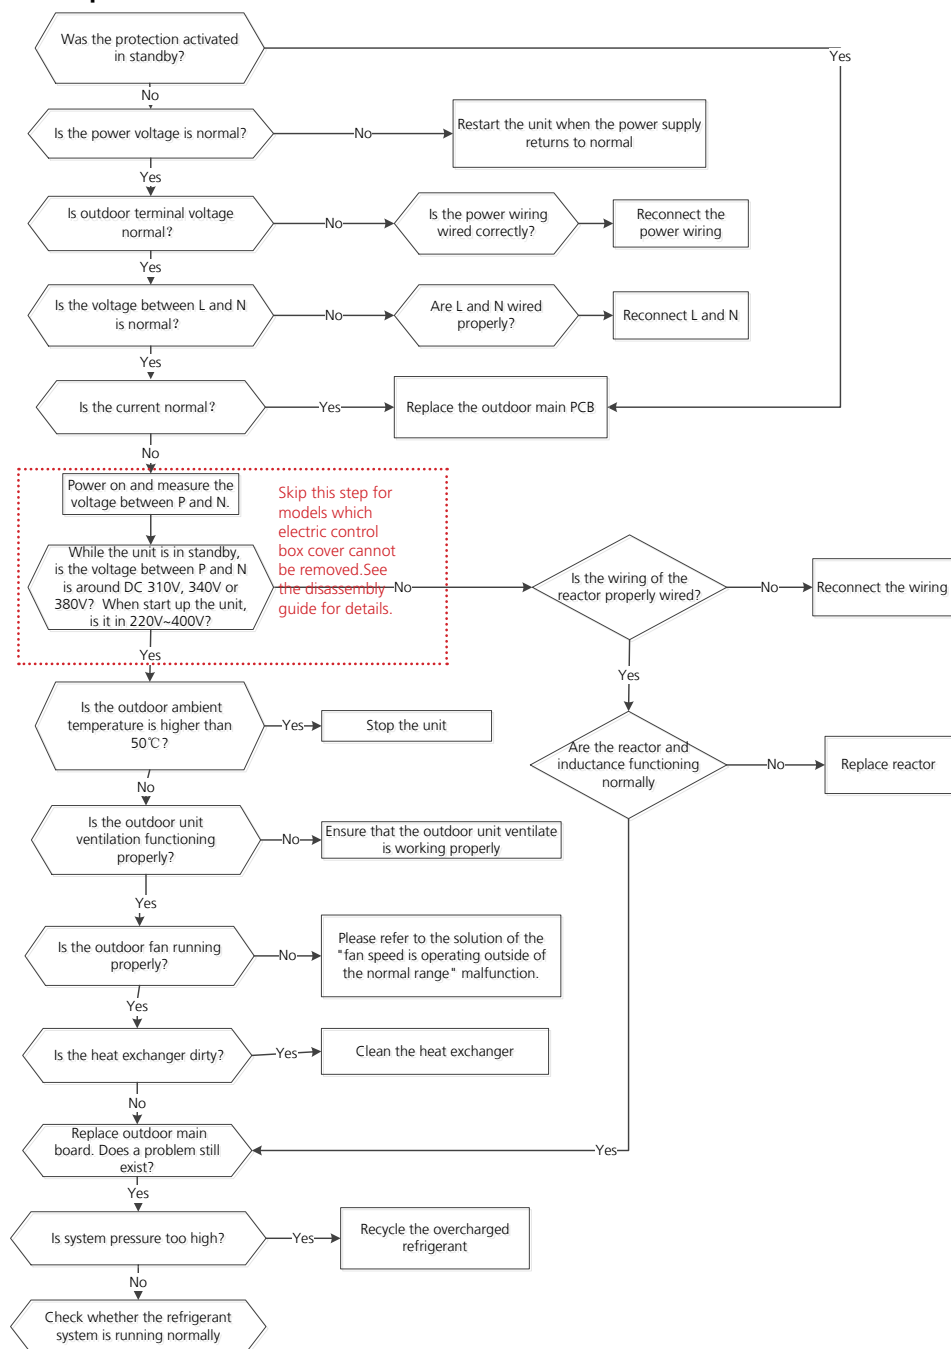 Was the protection activated
in standby?
Yes
No
Is the power voltage is normal?
No
Restart the unit when the power supply
returns to normal
Yes
Is outdoor terminal voltage
normal?
No
Is the power wiring
wired correctly?
Reconnect the
power wiring
Yes
Is the voltage between L and N
is normal?
No
Are L and N wired
properly?
Reconnect L and N
Yes
Is the current normal?
Yes
Replace the outdoor main PCB
No
Power on and measure the
voltage between P and N.
Skip this step for
models which
electric control
box cover cannot
be removed.See
the disassembly
guide for details.
While the unit is in standby,
is the voltage between P and N
is around DC 310V, 340V or
380V? When start up the unit,
is it in 220V~400V?
No
Is the wiring of the
reactor properly wired?
No
Reconnect the wiring
Yes
Yes
Is the outdoor ambient
temperature is higher than
50℃?
Yes
Stop the unit
Are the reactor and
inductance functioning
normally
No
Replace reactor
No
Is the outdoor unit
ventilation functioning
properly?
No
Ensure that the outdoor unit ventilate
is working properly
Yes
Is the outdoor fan running
properly?
No
Please refer to the solution of the
"fan speed is operating outside of
the normal range" malfunction.
Yes
Is the heat exchanger dirty?
Yes
Clean the heat exchanger
No
Replace outdoor main
board. Does a problem still
exist?
Yes
Yes
Is system pressure too high?
Yes
Recycle the overcharged
refrigerant
No
Check whether the refrigerant
system is running normally